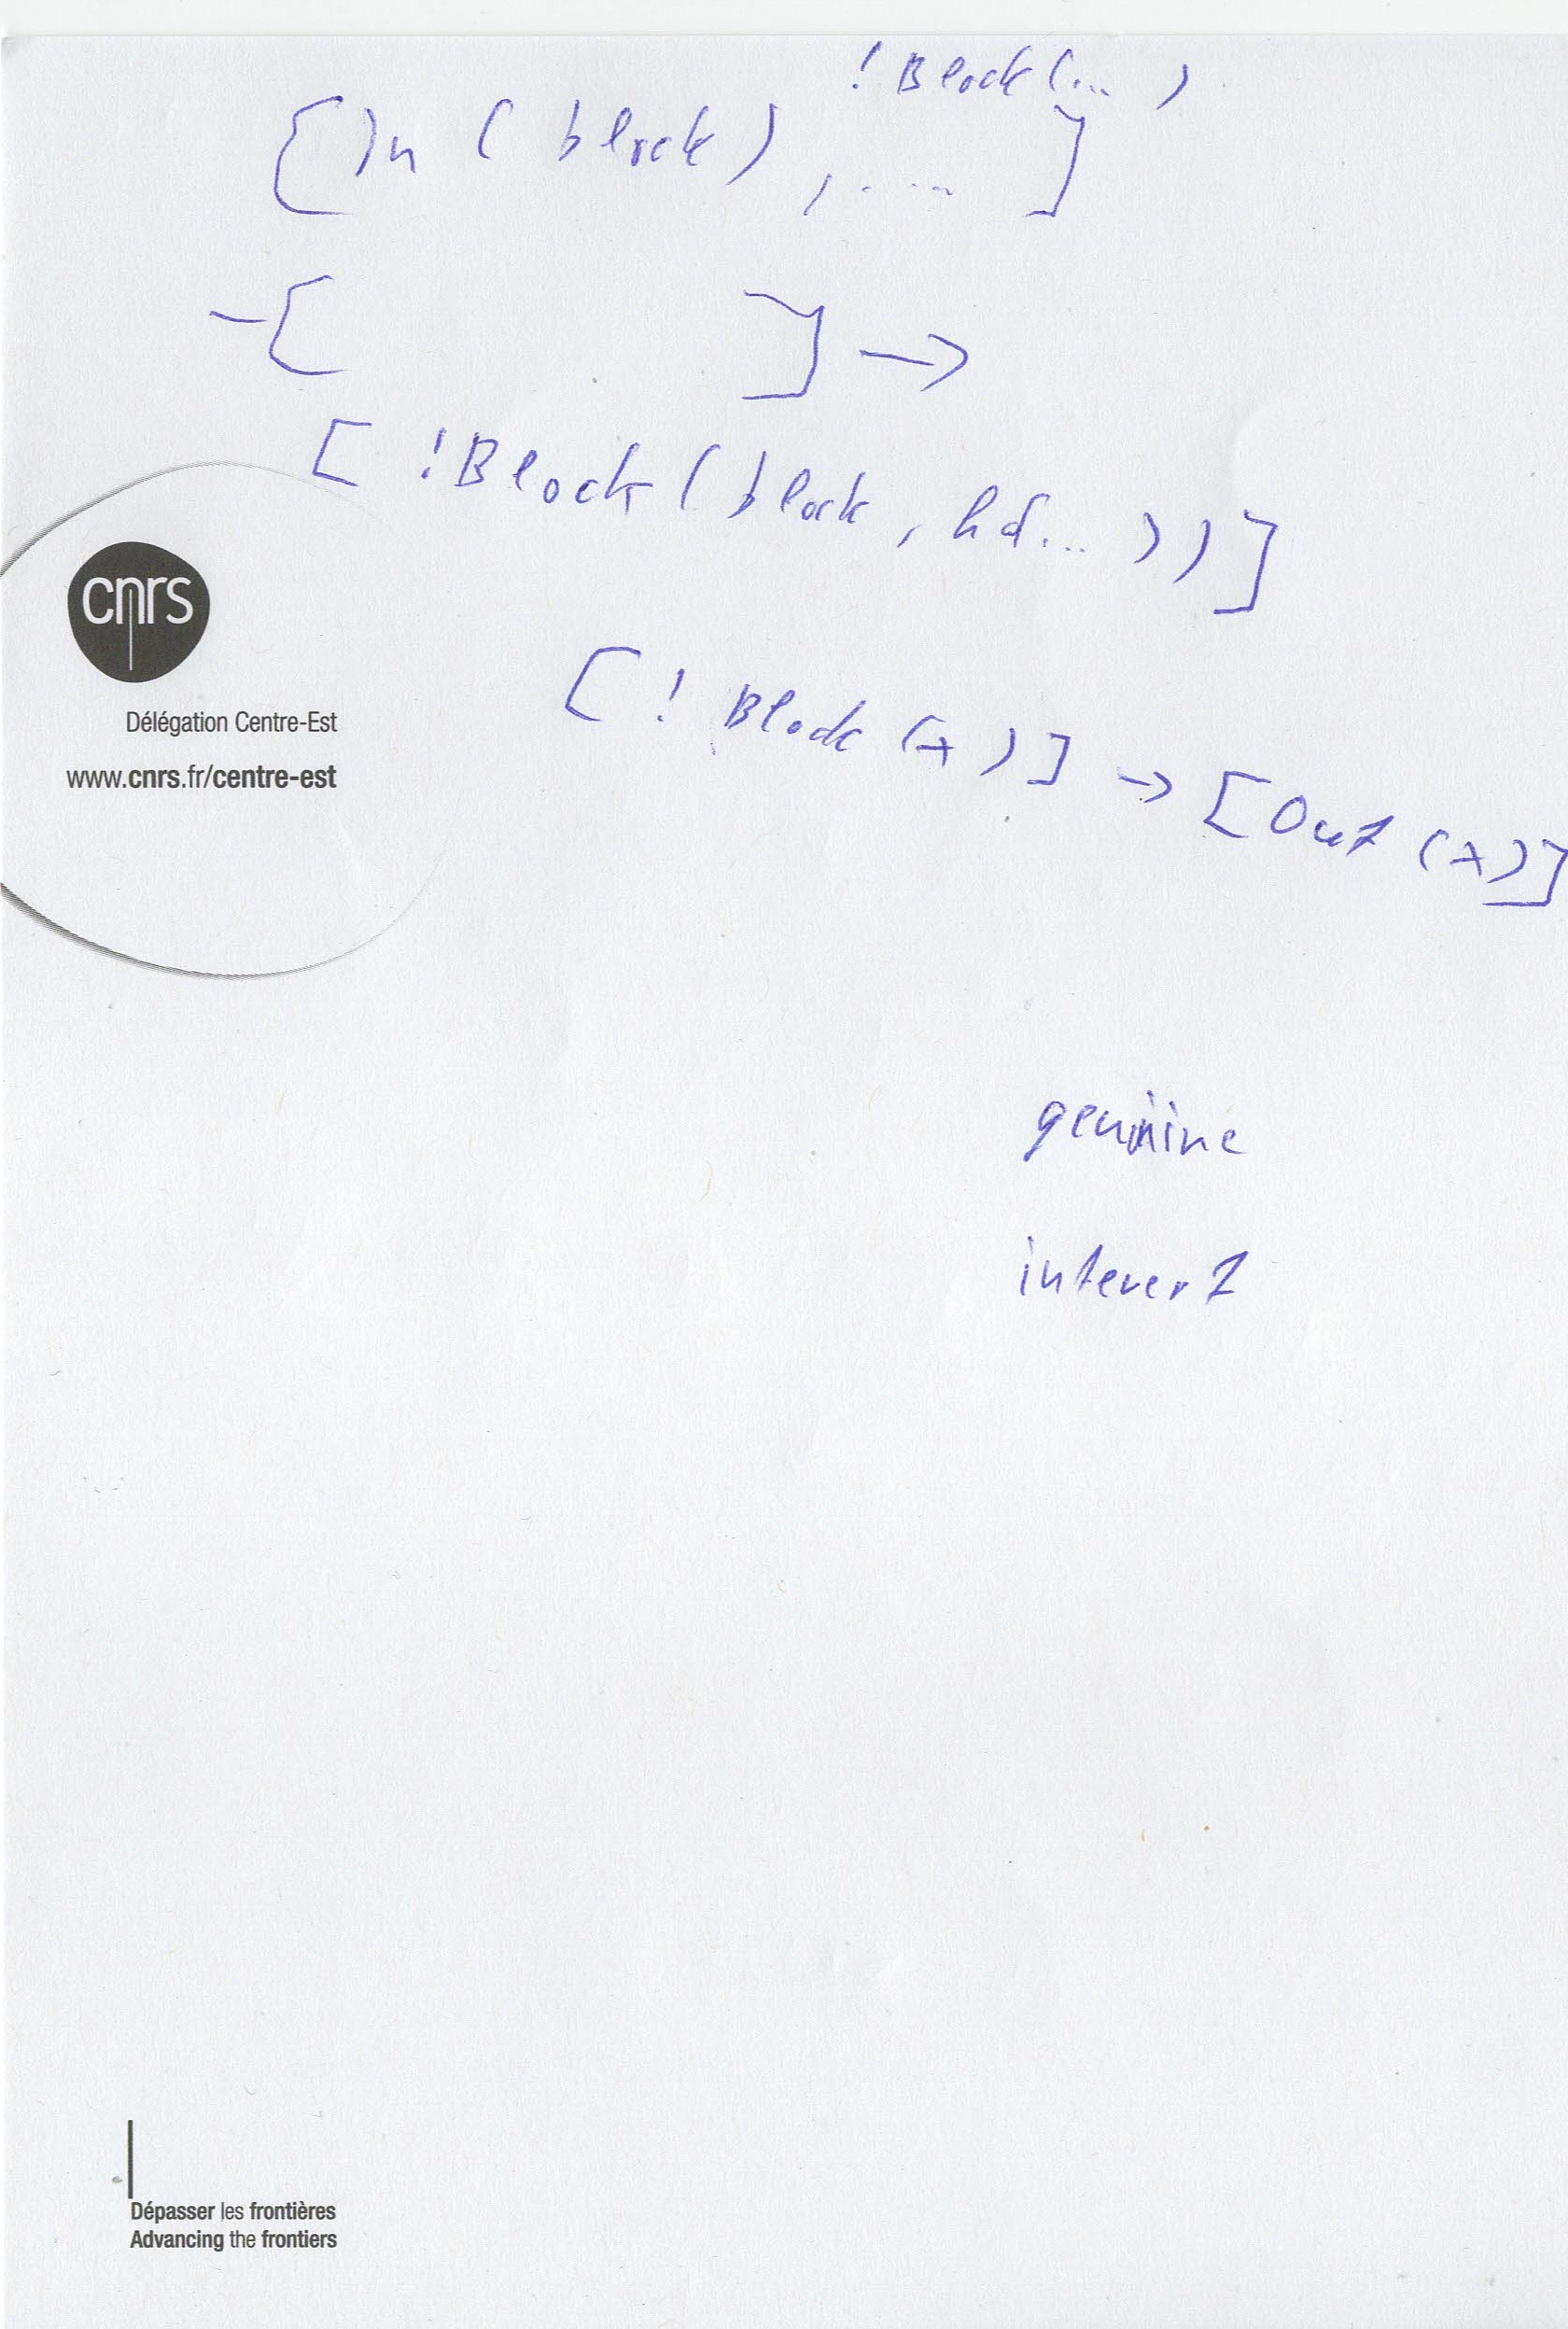 !Block(... )
[In ( block) , .... ]
-[ ] →
[ !Block ( block , hd... ) ) ]
[ ! Block (x ) ] → [ Out (x) ]
cnrs
Délégation Centre-Est
www.cnrs.fr/centre-est
genuine
intevert
Dépasser les frontières
Advancing the frontiers